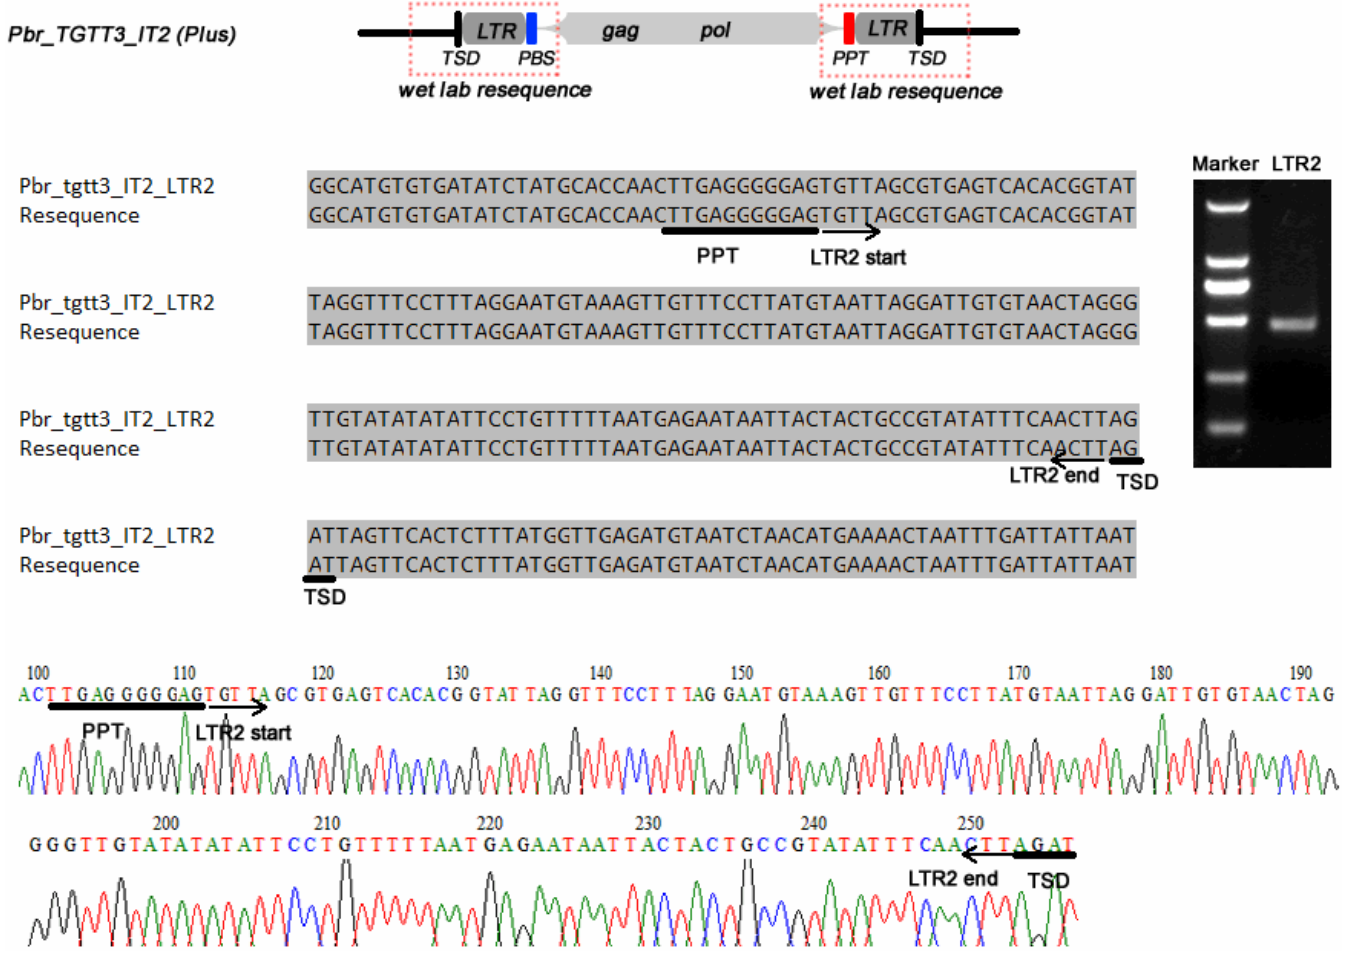 Pbr_TGTT3_IT2 (Plus)
LTR gag pol LTR
TSD PBS PPT TSD
wet lab resequence wet lab resequence
Marker LTR2
Pbr_tgtt3_IT2_LTR2 GGCATGTGTGATATCTATGCACCAACTTGAGGGGGAGTGTTAGCGTGAGTCACACGGTAT
Resequence GGCATGTGTGATATCTATGCACCAACTTGAGGGGGAGTGTTAGCGTGAGTCACACGGTAT
PPT LTR2 start
Pbr_tgtt3_IT2_LTR2 TAGGTTTCCTTTAGGAATGTAAAGTTGTTTCCTTATGTAATTAGGATTGTGTAACTAGGG
Resequence TAGGTTTCCTTTAGGAATGTAAAGTTGTTTCCTTATGTAATTAGGATTGTGTAACTAGGG
Pbr_tgtt3_IT2_LTR2 TTGTATATATATTCCTGTTTTTAATGAGAATAATTACTACTGCCGTATATTTCAACTTAG
Resequence TTGTATATATATTCCTGTTTTTAATGAGAATAATTACTACTGCCGTATATTTCAACTTAG
LTR2 end TSD
Pbr_tgtt3_IT2_LTR2 ATTAGTTCACTCTTTATGGTTGAGATGTAATCTAACATGAAAACTAATTTGATTATTAAT
Resequence ATTAGTTCACTCTTTATGGTTGAGATGTAATCTAACATGAAAACTAATTTGATTATTAAT
TSD
100 110 120 130 140 150 160 170 180 190
ACTTGAGGGGGAGTGTTAGCGTGAGTCACACGGTATTAGGTTTCCTTTAGGAATGTAAAGTTGTTTCCTTATGTAATTAGGATTGTGTAACTAG
PPT LTR2 start
200 210 220 230 240 250
GGGTTGTATATATATTCCTGTTTTTAATGAGAATAATTACTACTGCCGTATATTTCAACTTAGAT
LTR2 end TSD